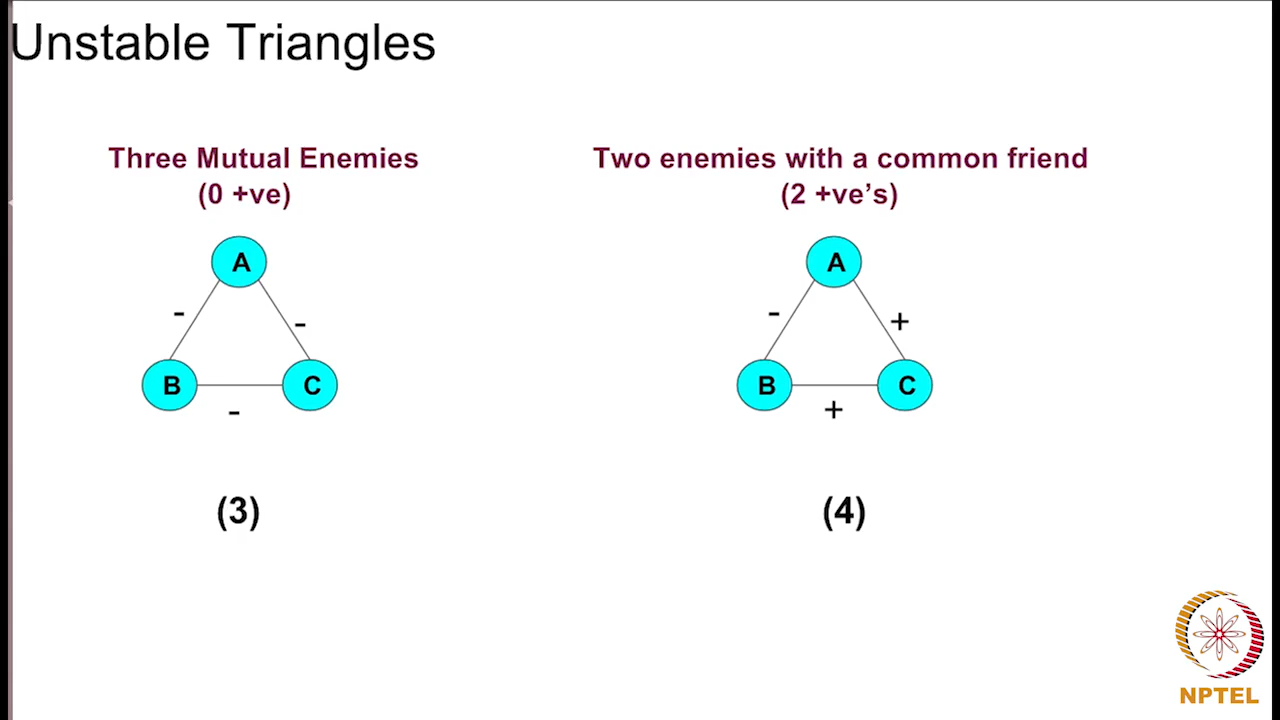 Unstable Triangles
Three Mutual Enemies
(0 +ve)
A
-
-
B
C
-
(3)
Two enemies with a common friend
(2 +ve’s)
A
-
+
B
C
+
(4)
NPTEL